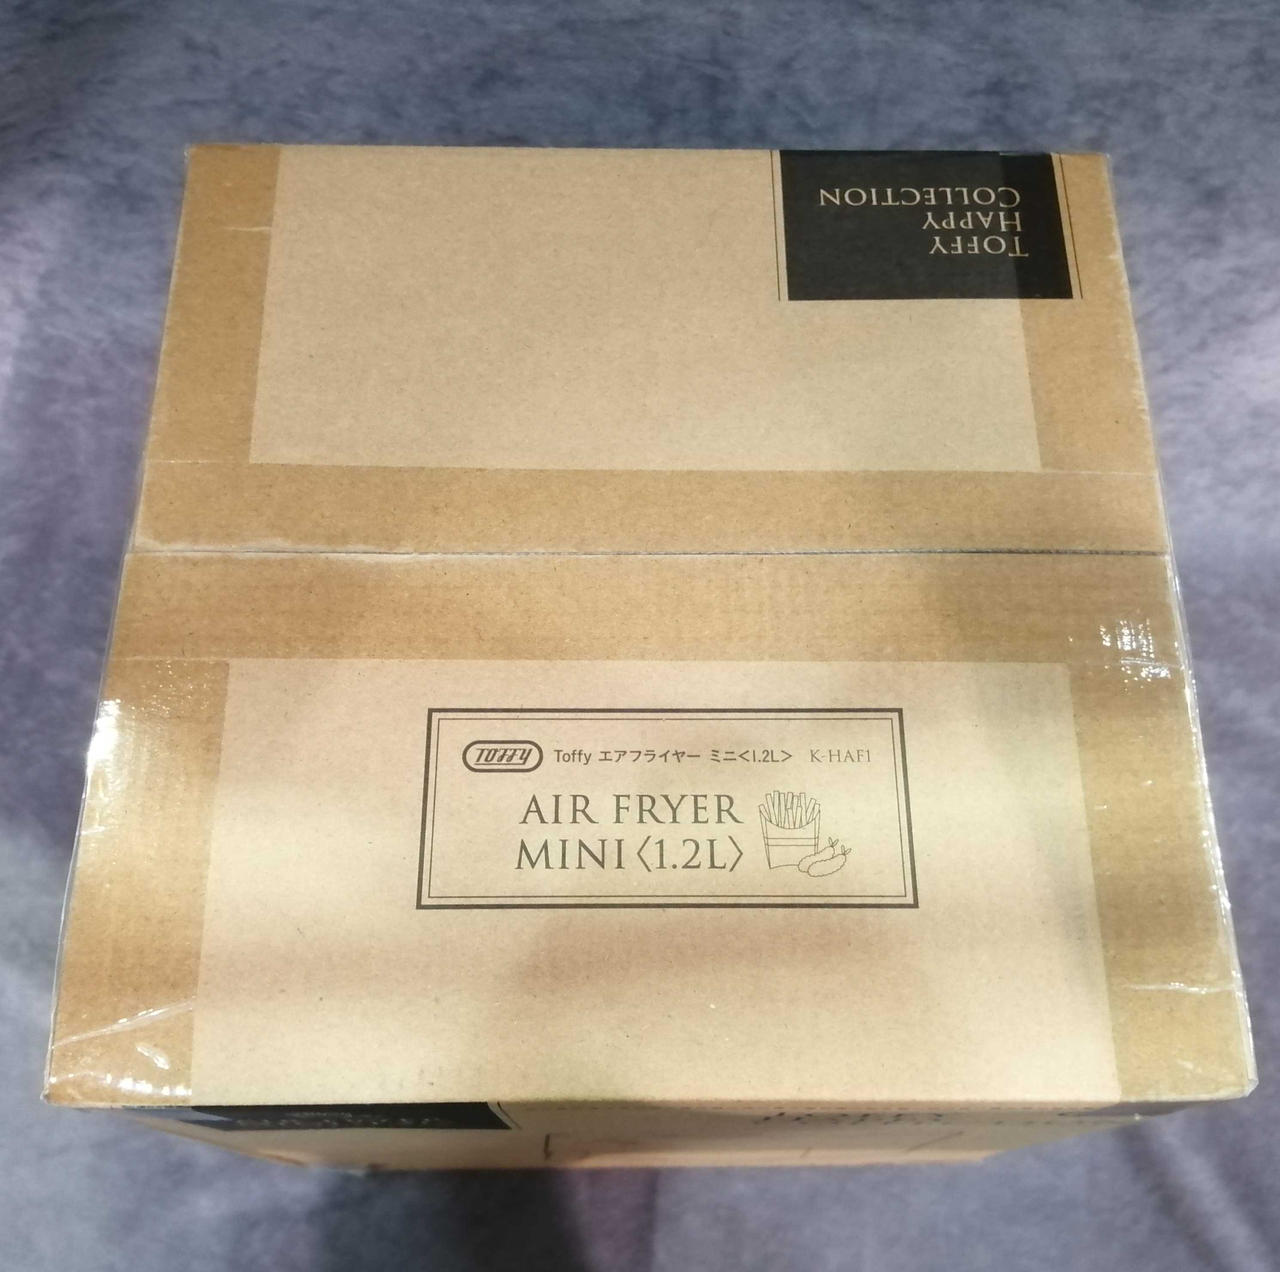 TOFFY
HAPPY
COLLECTION
TOFFY Toffy エアフライヤー ミニ<1.2L> K-HAF1
AIR FRYER
MINI〈1.2L〉